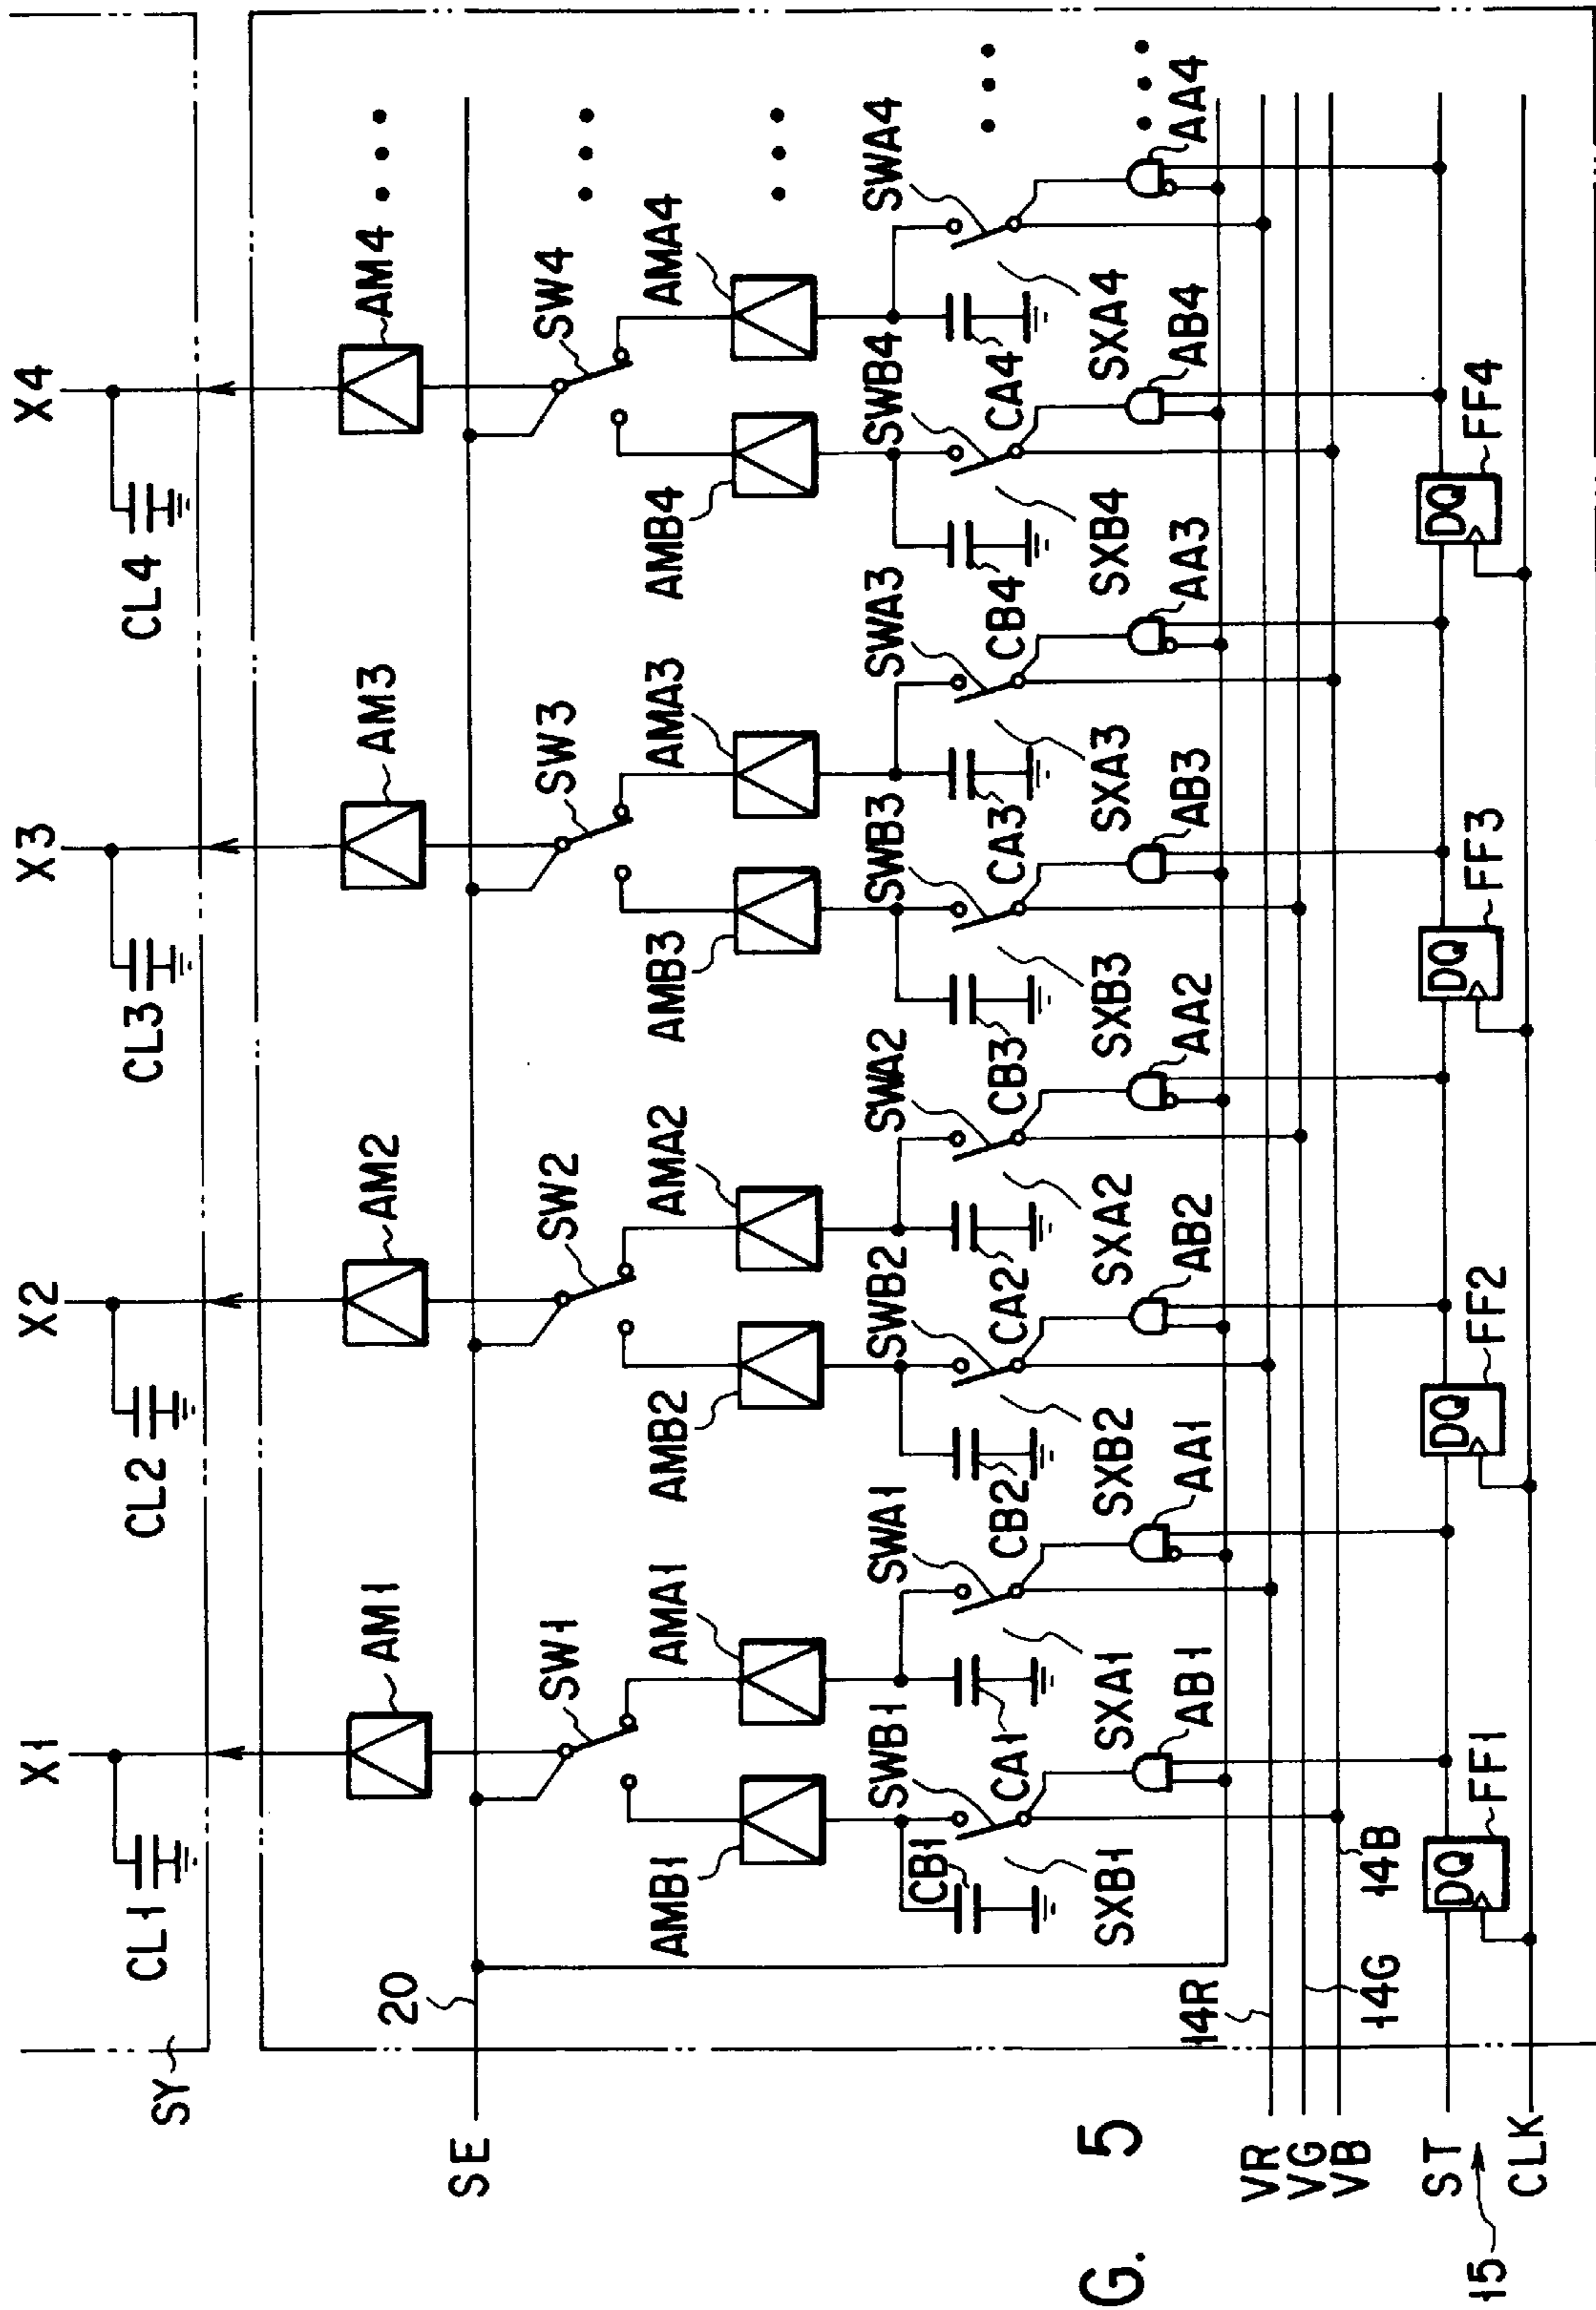 X1 X2 X3 X4
CL1 CL2 CL3 CL4
SY
AM1 AM2 AM3 AM4
20
SE
SW1 SW2 SW3 SW4
AMB1 AMA1 AMB2 AMA2 AMB3 AMA3 AMB4 AMA4
SWB1 SWA1 SWB2 SWA2 SWB3 SWA3 SWB4 SWA4
CB1 CA1 CB2 CA2 CB3 CA3 CB4 CA4
SXB1 SXA1 SXB2 SXA2 SXB3 SXA3 SXB4 SXA4
AB1 AA1 AB2 AA2 AB3 AA3 AB4 AA4
14R
VR
VG
VB
14G 14B
DQ DQ DQ DQ
FF1 FF2 FF3 FF4
ST
15
CLK
G. 5